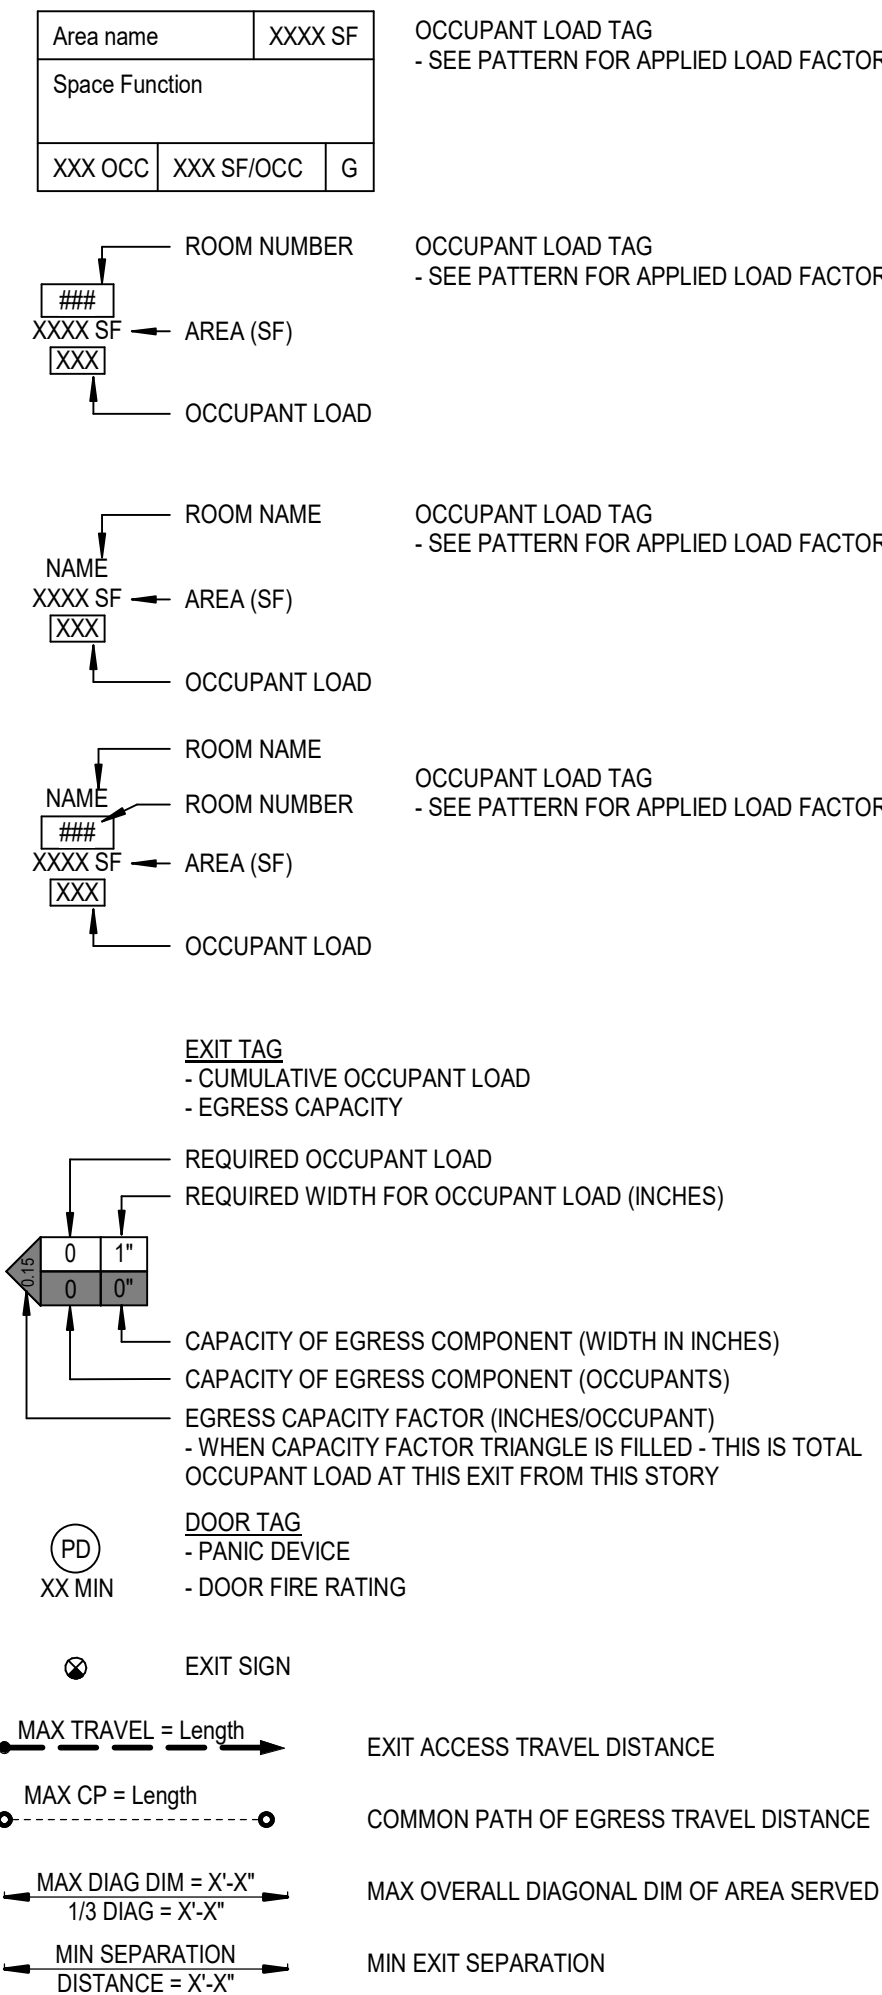 Area name XXXX SF
Space Function
XXX OCC XXX SF/OCC G
OCCUPANT LOAD TAG
- SEE PATTERN FOR APPLIED LOAD FACTOR
ROOM NUMBER
###
XXXX SF
AREA (SF)
XXX
OCCUPANT LOAD
OCCUPANT LOAD TAG
- SEE PATTERN FOR APPLIED LOAD FACTOR
ROOM NAME
NAME
XXXX SF
AREA (SF)
XXX
OCCUPANT LOAD
OCCUPANT LOAD TAG
- SEE PATTERN FOR APPLIED LOAD FACTOR
ROOM NAME
NAME
ROOM NUMBER
###
XXXX SF
AREA (SF)
XXX
OCCUPANT LOAD
OCCUPANT LOAD TAG
- SEE PATTERN FOR APPLIED LOAD FACTOR
EXIT TAG
- CUMULATIVE OCCUPANT LOAD
- EGRESS CAPACITY
REQUIRED OCCUPANT LOAD
REQUIRED WIDTH FOR OCCUPANT LOAD (INCHES)
0.15
0 1"
0 0"
CAPACITY OF EGRESS COMPONENT (WIDTH IN INCHES)
CAPACITY OF EGRESS COMPONENT (OCCUPANTS)
EGRESS CAPACITY FACTOR (INCHES/OCCUPANT)
- WHEN CAPACITY FACTOR TRIANGLE IS FILLED - THIS IS TOTAL
OCCUPANT LOAD AT THIS EXIT FROM THIS STORY
DOOR TAG
PD
- PANIC DEVICE
XX MIN
- DOOR FIRE RATING
EXIT SIGN
MAX TRAVEL = Length
EXIT ACCESS TRAVEL DISTANCE
MAX CP = Length
COMMON PATH OF EGRESS TRAVEL DISTANCE
MAX DIAG DIM = X'-X"
1/3 DIAG = X'-X"
MAX OVERALL DIAGONAL DIM OF AREA SERVED
MIN SEPARATION
DISTANCE = X'-X"
MIN EXIT SEPARATION